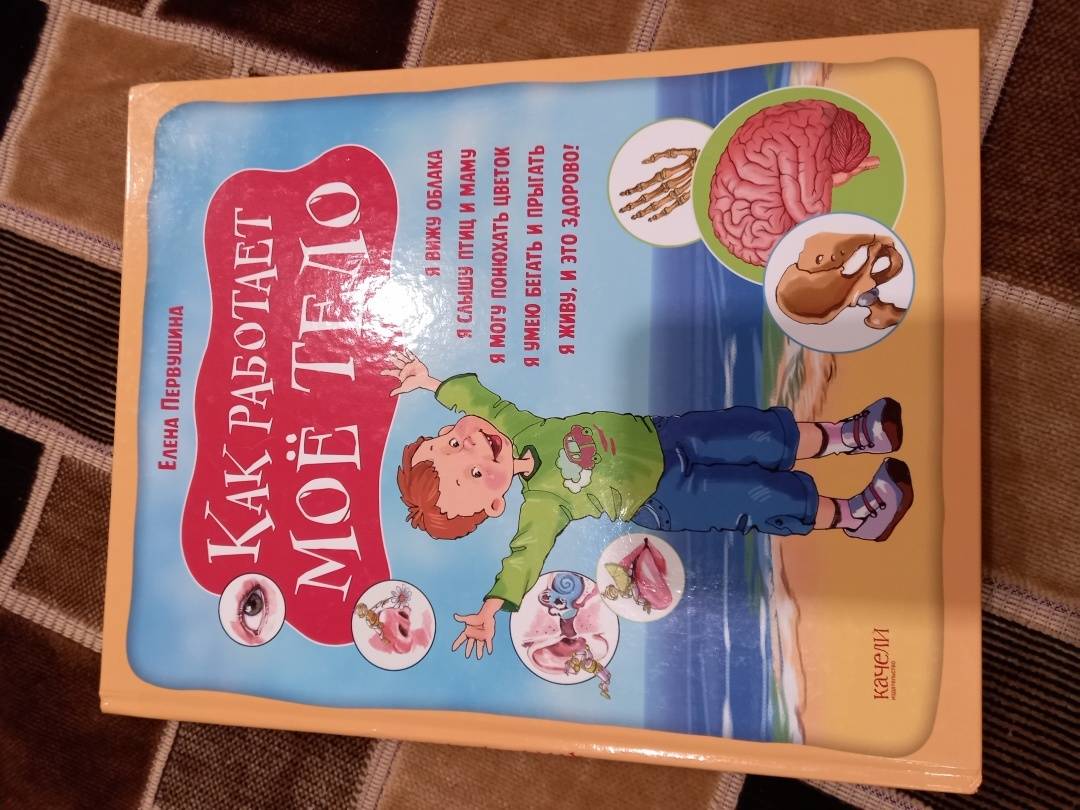 Елена Первушина
Как работает
моё тело
Я вижу облака
Я слышу птиц и маму
Я могу понюхать цветок
Я умею бегать и прыгать
Я живу, и это здорово!
качели
издательство